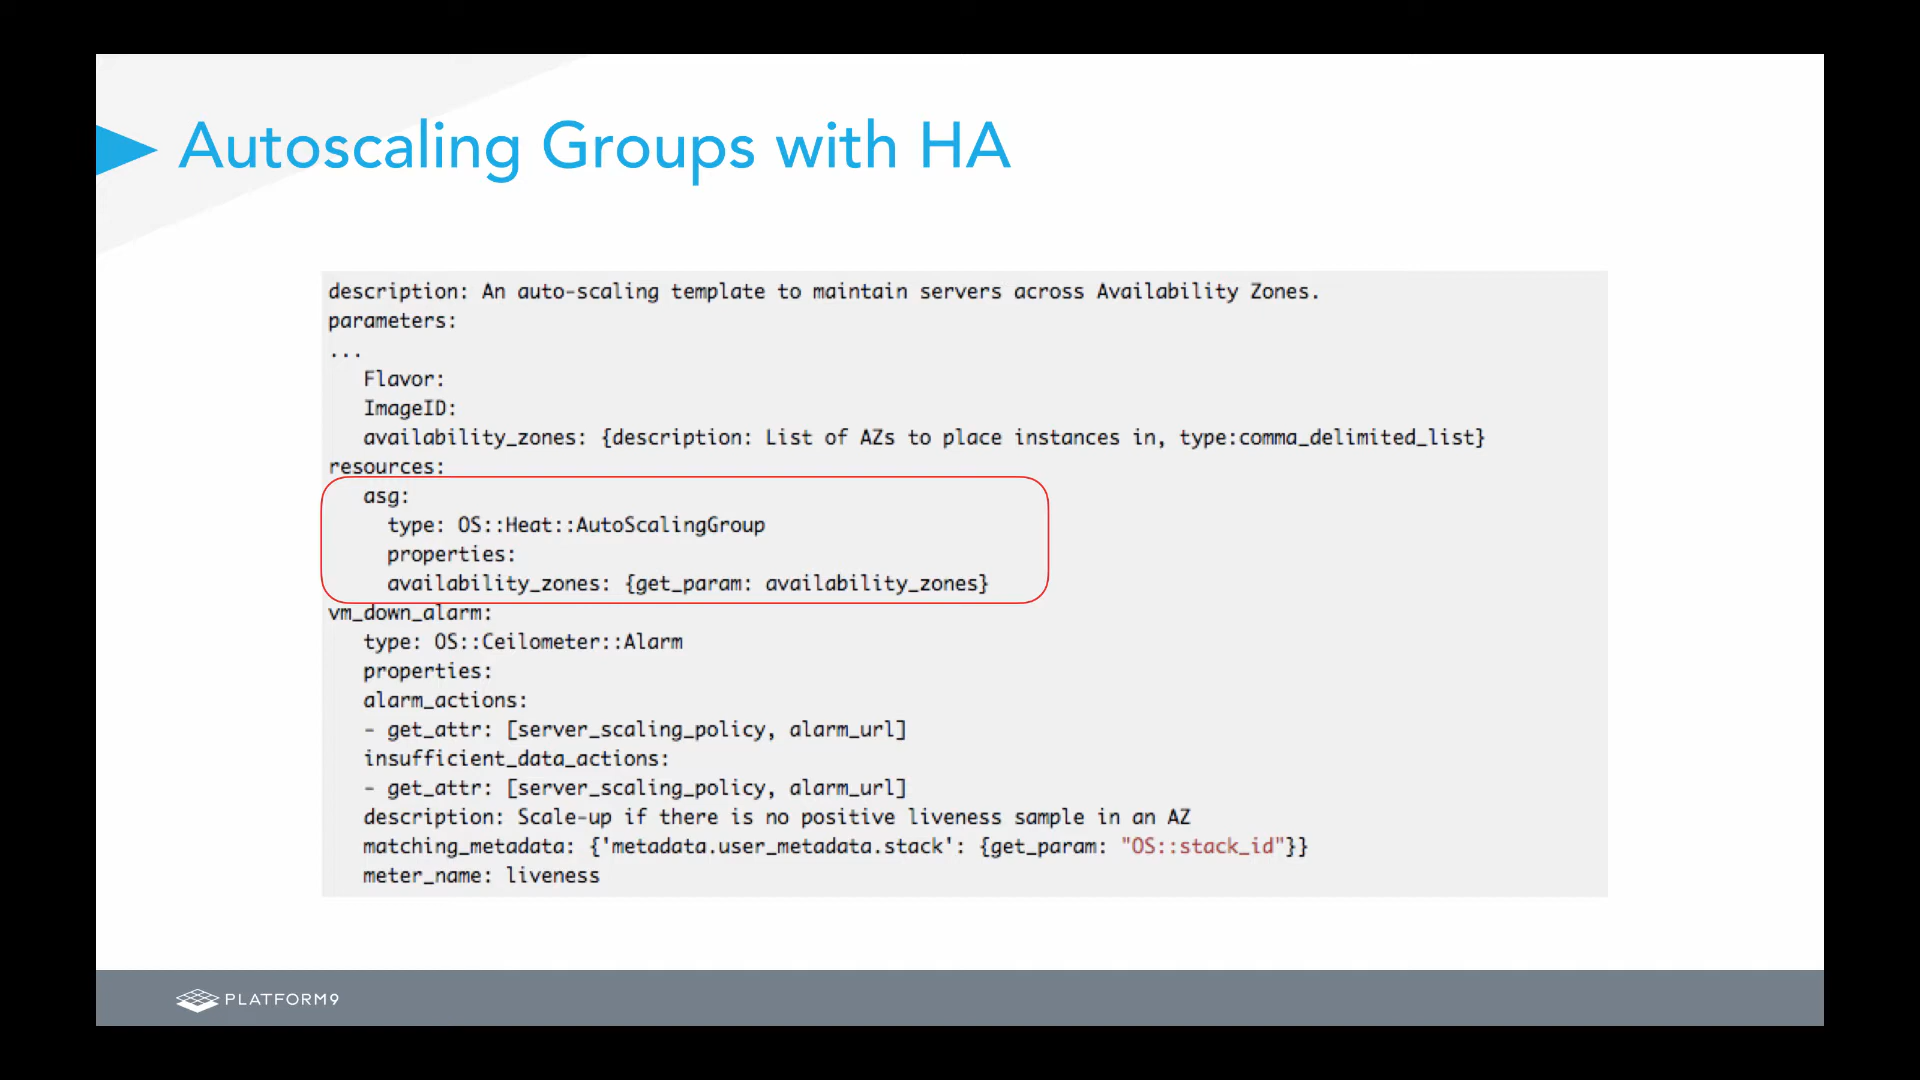 Autoscaling Groups with HA
description: An auto-scaling template to maintain servers across Availability Zones.
parameters:
...
Flavor:
ImageID:
availability_zones: {description: List of AZs to place instances in, type:comma_delimited_list}
resources:
asg:
type: OS::Heat::AutoScalingGroup
properties:
availability_zones: {get_param: availability_zones}
vm_down_alarm:
type: OS::Ceilometer::Alarm
properties:
alarm_actions:
- get_attr: [server_scaling_policy, alarm_url]
insufficient_data_actions:
- get_attr: [server_scaling_policy, alarm_url]
description: Scale-up if there is no positive liveness sample in an AZ
matching_metadata: {'metadata.user_metadata.stack': {get_param: "OS::stack_id"}}
meter_name: liveness
PLATFORM9